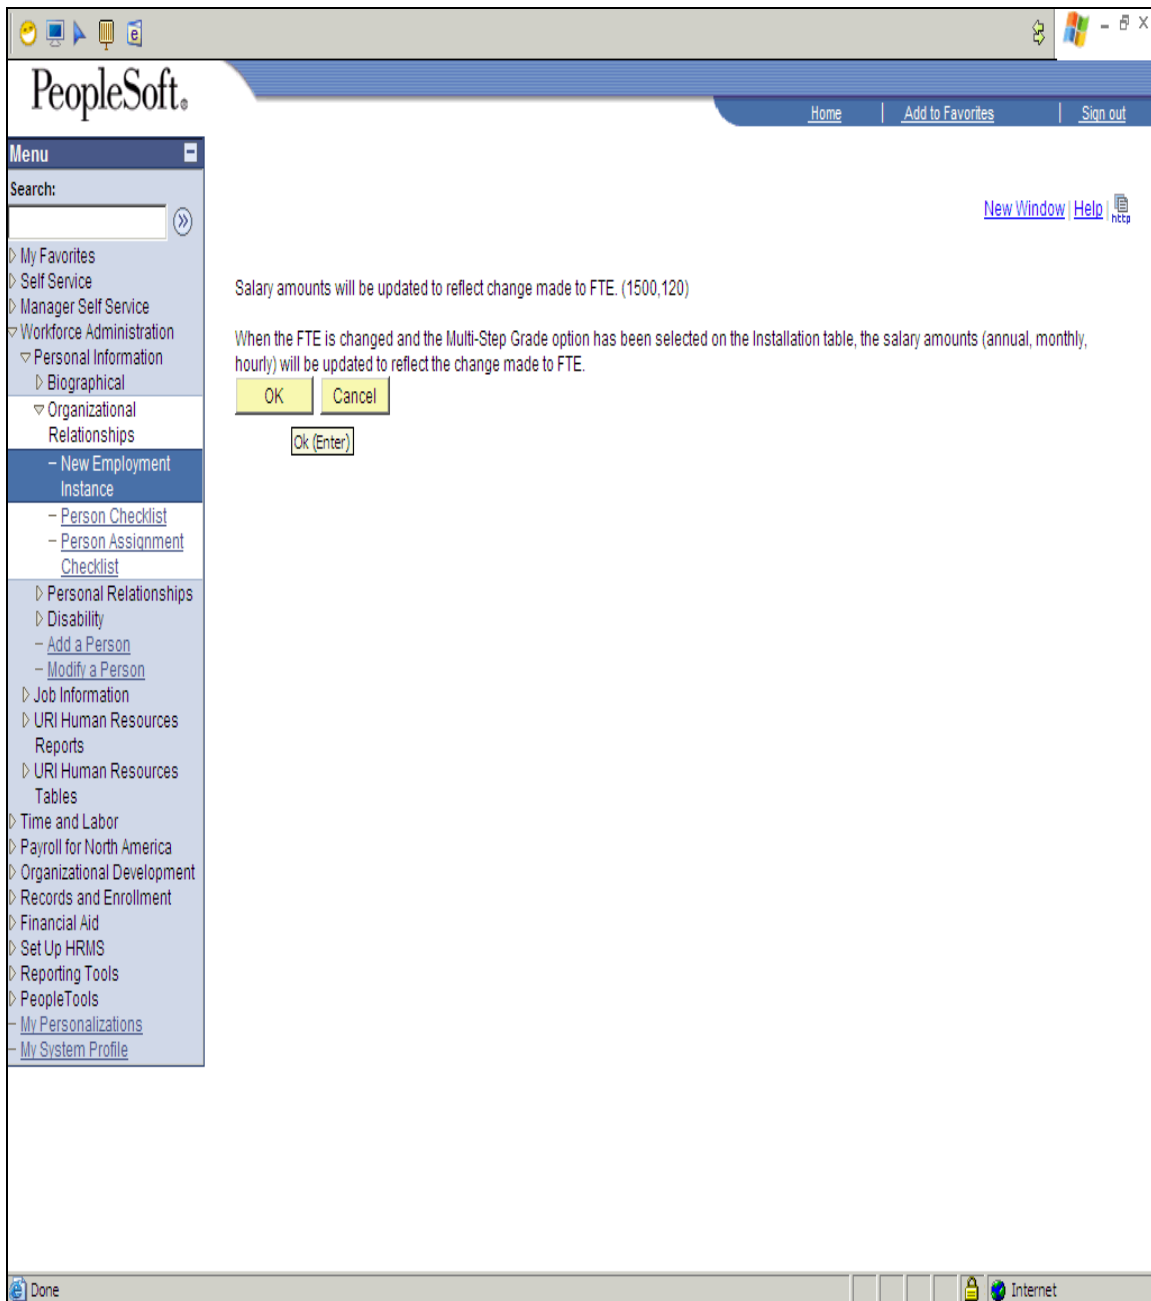 PeopleSoft®
Home | Add to Favorites | Sign out
Menu
Search:
New Window | Help | http
My Favorites
Self Service
Manager Self Service
Workforce Administration
Personal Information
Biographical
Organizational
Relationships
– New Employment
Instance
– Person Checklist
– Person Assignment
Checklist
Personal Relationships
Disability
– Add a Person
– Modify a Person
Job Information
URI Human Resources
Reports
URI Human Resources
Tables
Time and Labor
Payroll for North America
Organizational Development
Records and Enrollment
Financial Aid
Set Up HRMS
Reporting Tools
PeopleTools
– My Personalizations
– My System Profile
Salary amounts will be updated to reflect change made to FTE. (1500,120)
When the FTE is changed and the Multi-Step Grade option has been selected on the Installation table, the salary amounts (annual, monthly,
hourly) will be updated to reflect the change made to FTE.
OK Cancel
Ok (Enter)
Done Internet